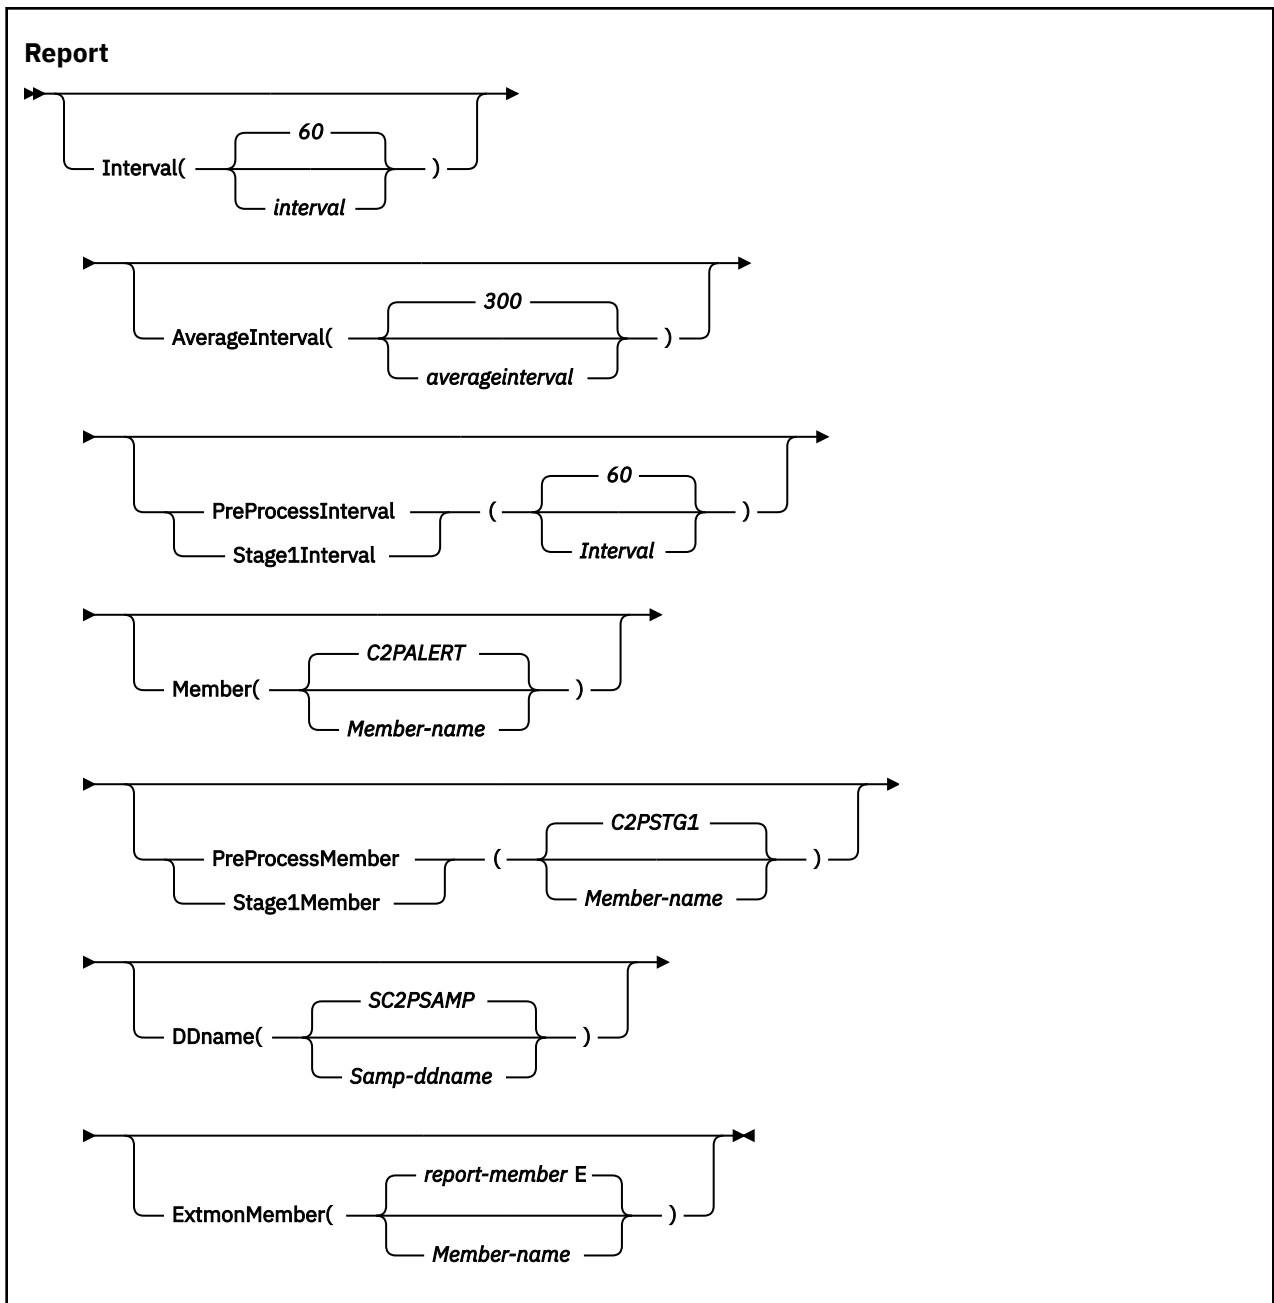 Report
60
Interval( )
interval
300
AverageInterval( )
averageinterval
60
PreProcessInterval ( )
Stage1Interval
Interval
C2PALERT
Member( )
Member-name
C2PSTG1
PreProcessMember ( )
Stage1Member
Member-name
SC2PSAMP
DDname( )
Samp-ddname
report-member E
ExtmonMember( )
Member-name